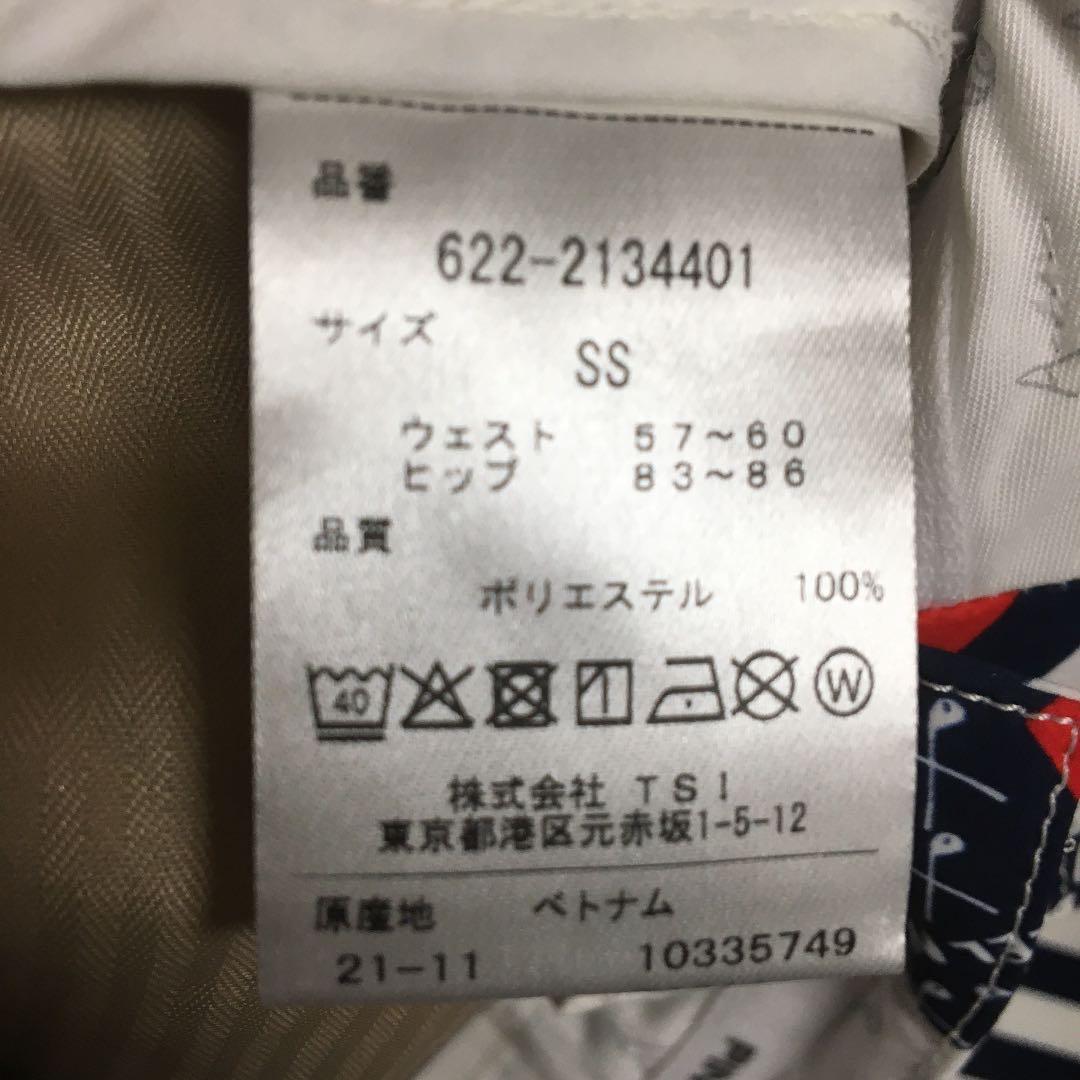 品番
622-2134401
サイズ
SS
ウェスト 57~60
ヒップ 83~86
品質
ポリエステル 100%
40
W
株式会社 TSI
東京都港区元赤坂1-5-12
原産地 ベトナム
21-11 10335749